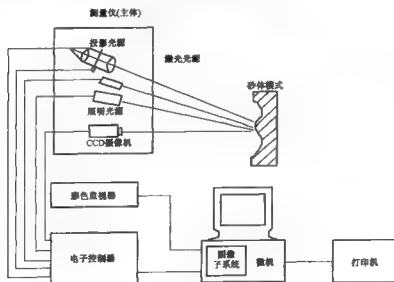 测量仪(主体)
投影光源
激光光源
砂体模式
照明光源
CCD摄像机
彩色监视器
电子控制器
图像
子系统
微机
打印机